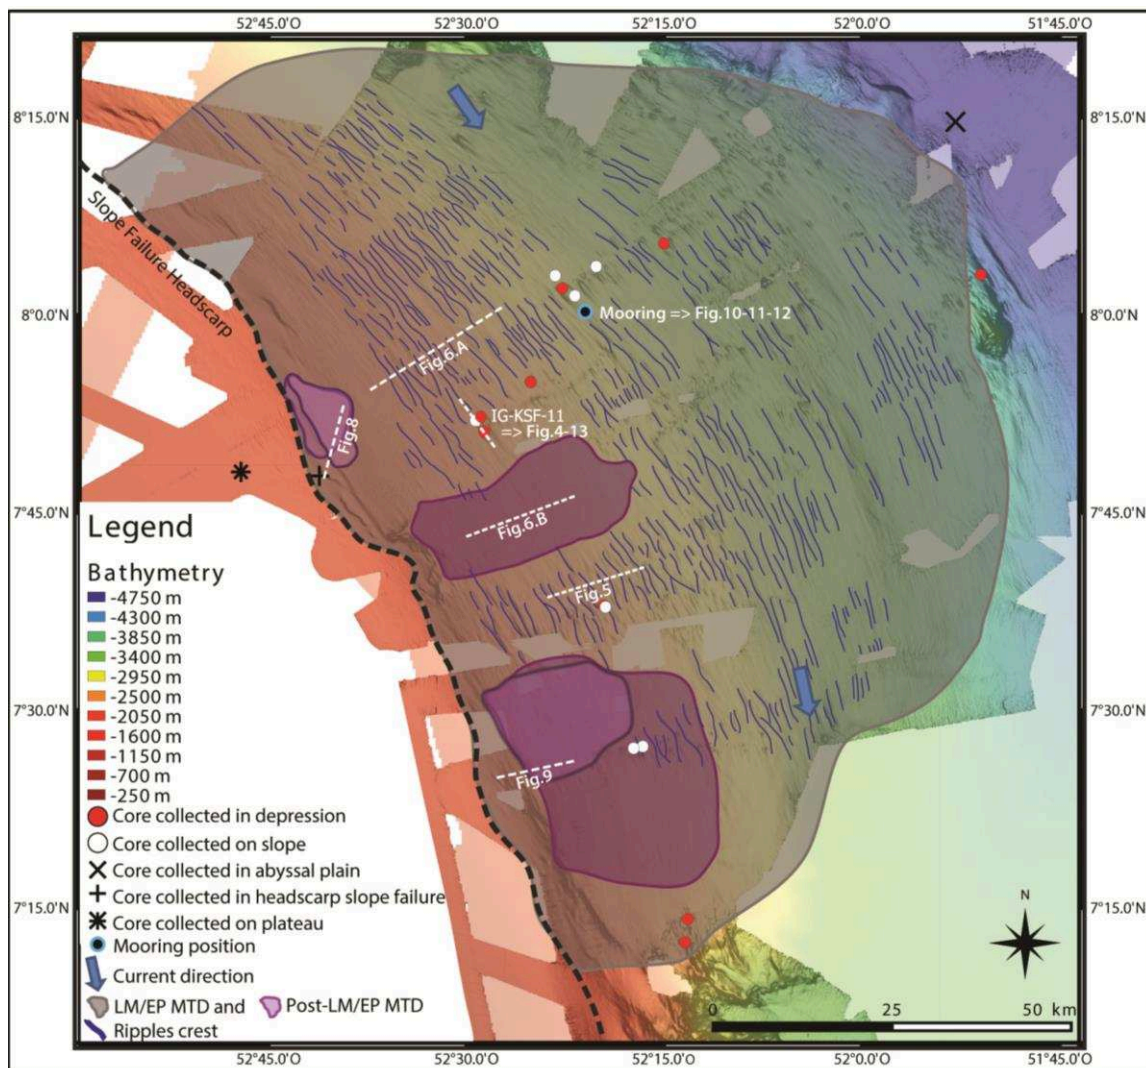 52°45.0'O 52°30.0'O 52°15.0'O 52°0.0'O 51°45.0'O
8°15.0'N 8°15.0'N
Slope Failure Headscarp
8°0.0'N Mooring => Fig.10-11-12 8°0.0'N
Fig.6.A
IG-KSF-11
=> Fig.4-13
Fig.8
7°45.0'N 7°45.0'N
Fig.6.B
Fig.5
Legend
Bathymetry
-4750 m
-4300 m
-3850 m
-3400 m
-2950 m
-2500 m
-2050 m
-1600 m
-1150 m
-700 m
-250 m
7°30.0'N 7°30.0'N
Fig.9
Core collected in depression
Core collected on slope
Core collected in abyssal plain
Core collected in headscarp slope failure
7°15.0'N 7°15.0'N
Core collected on plateau
Mooring position
N
Current direction
LM/EP MTD and Post-LM/EP MTD
Ripples crest
0 25 50 km
52°45.0'O 52°30.0'O 52°15.0'O 52°0.0'O 51°45.0'O